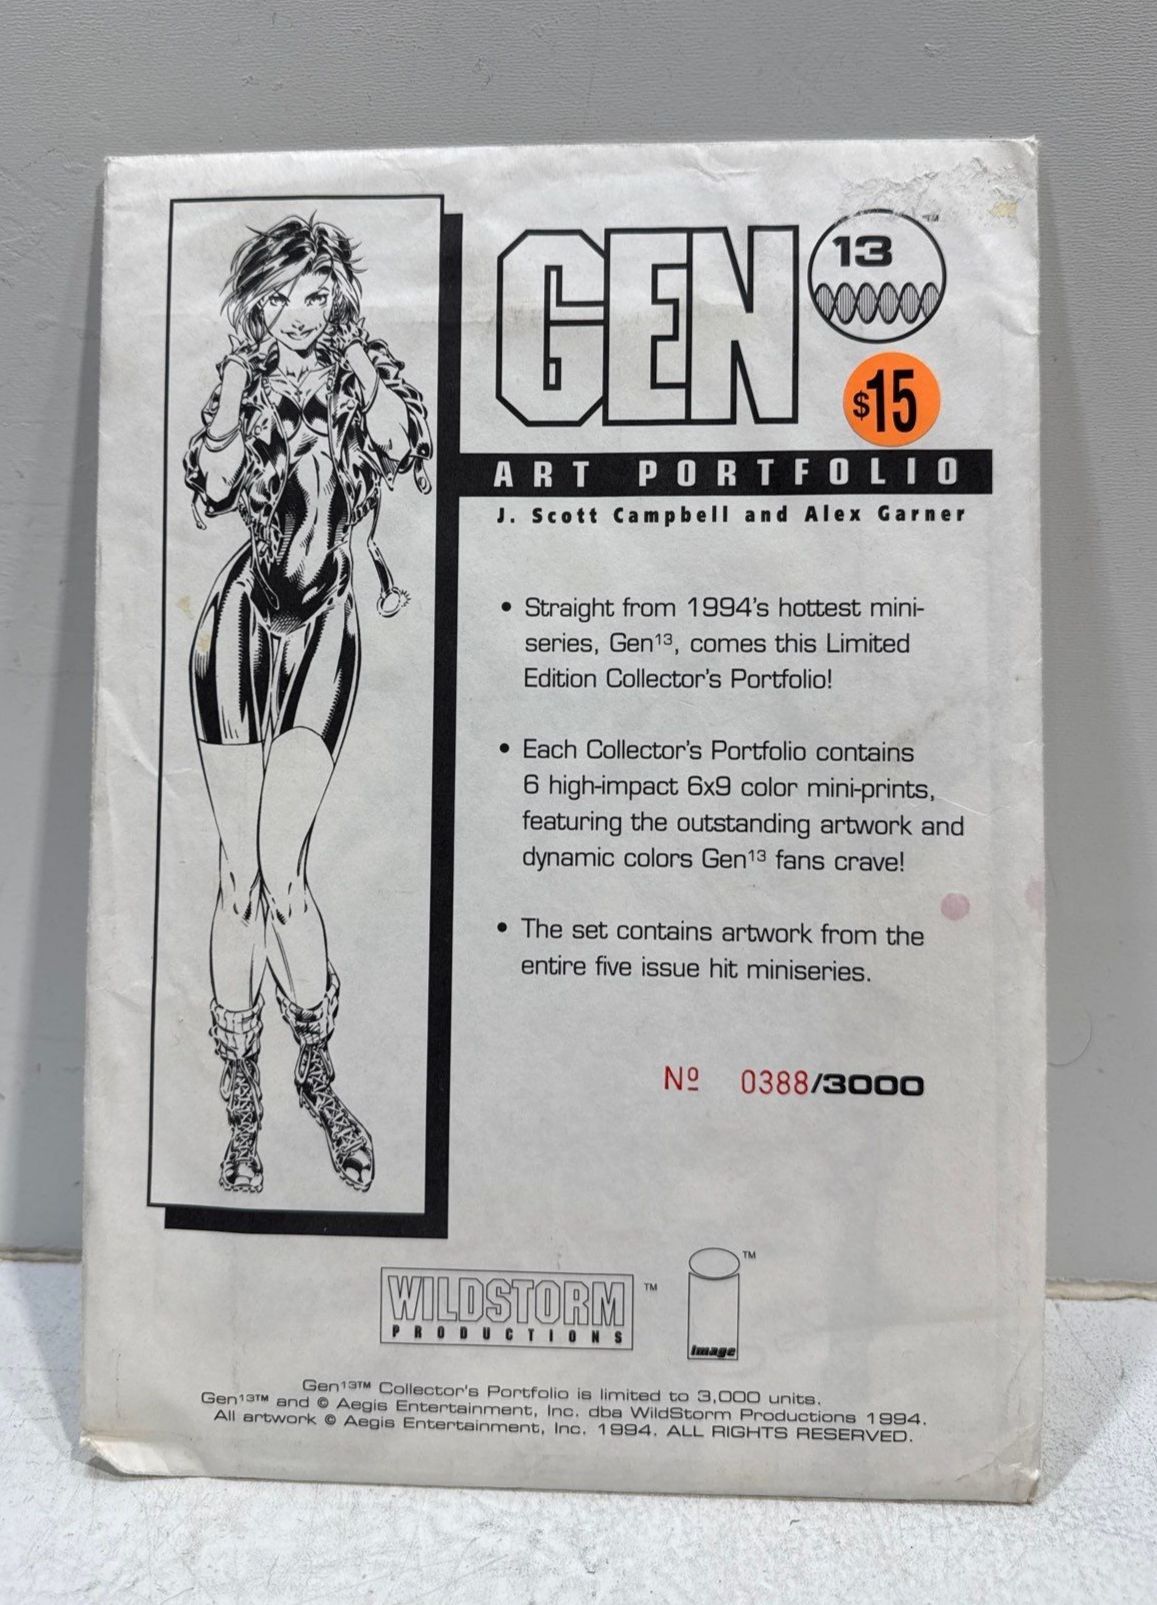 GEN 13 ™
$15
ART PORTFOLIO
J. Scott Campbell and Alex Garner
• Straight from 1994's hottest mini-
series, Gen¹³, comes this Limited
Edition Collector's Portfolio!
• Each Collector's Portfolio contains
6 high-impact 6x9 color mini-prints,
featuring the outstanding artwork and
dynamic colors Gen¹³ fans crave!
• The set contains artwork from the
entire five issue hit miniseries.
Nº 0388/3000
WILDSTORM ™
PRODUCTIONS
™
image
Gen¹³™ Collector's Portfolio is limited to 3,000 units.
Gen¹³™ and © Aegis Entertainment, Inc. dba WildStorm Productions 1994.
All artwork © Aegis Entertainment, Inc. 1994. ALL RIGHTS RESERVED.